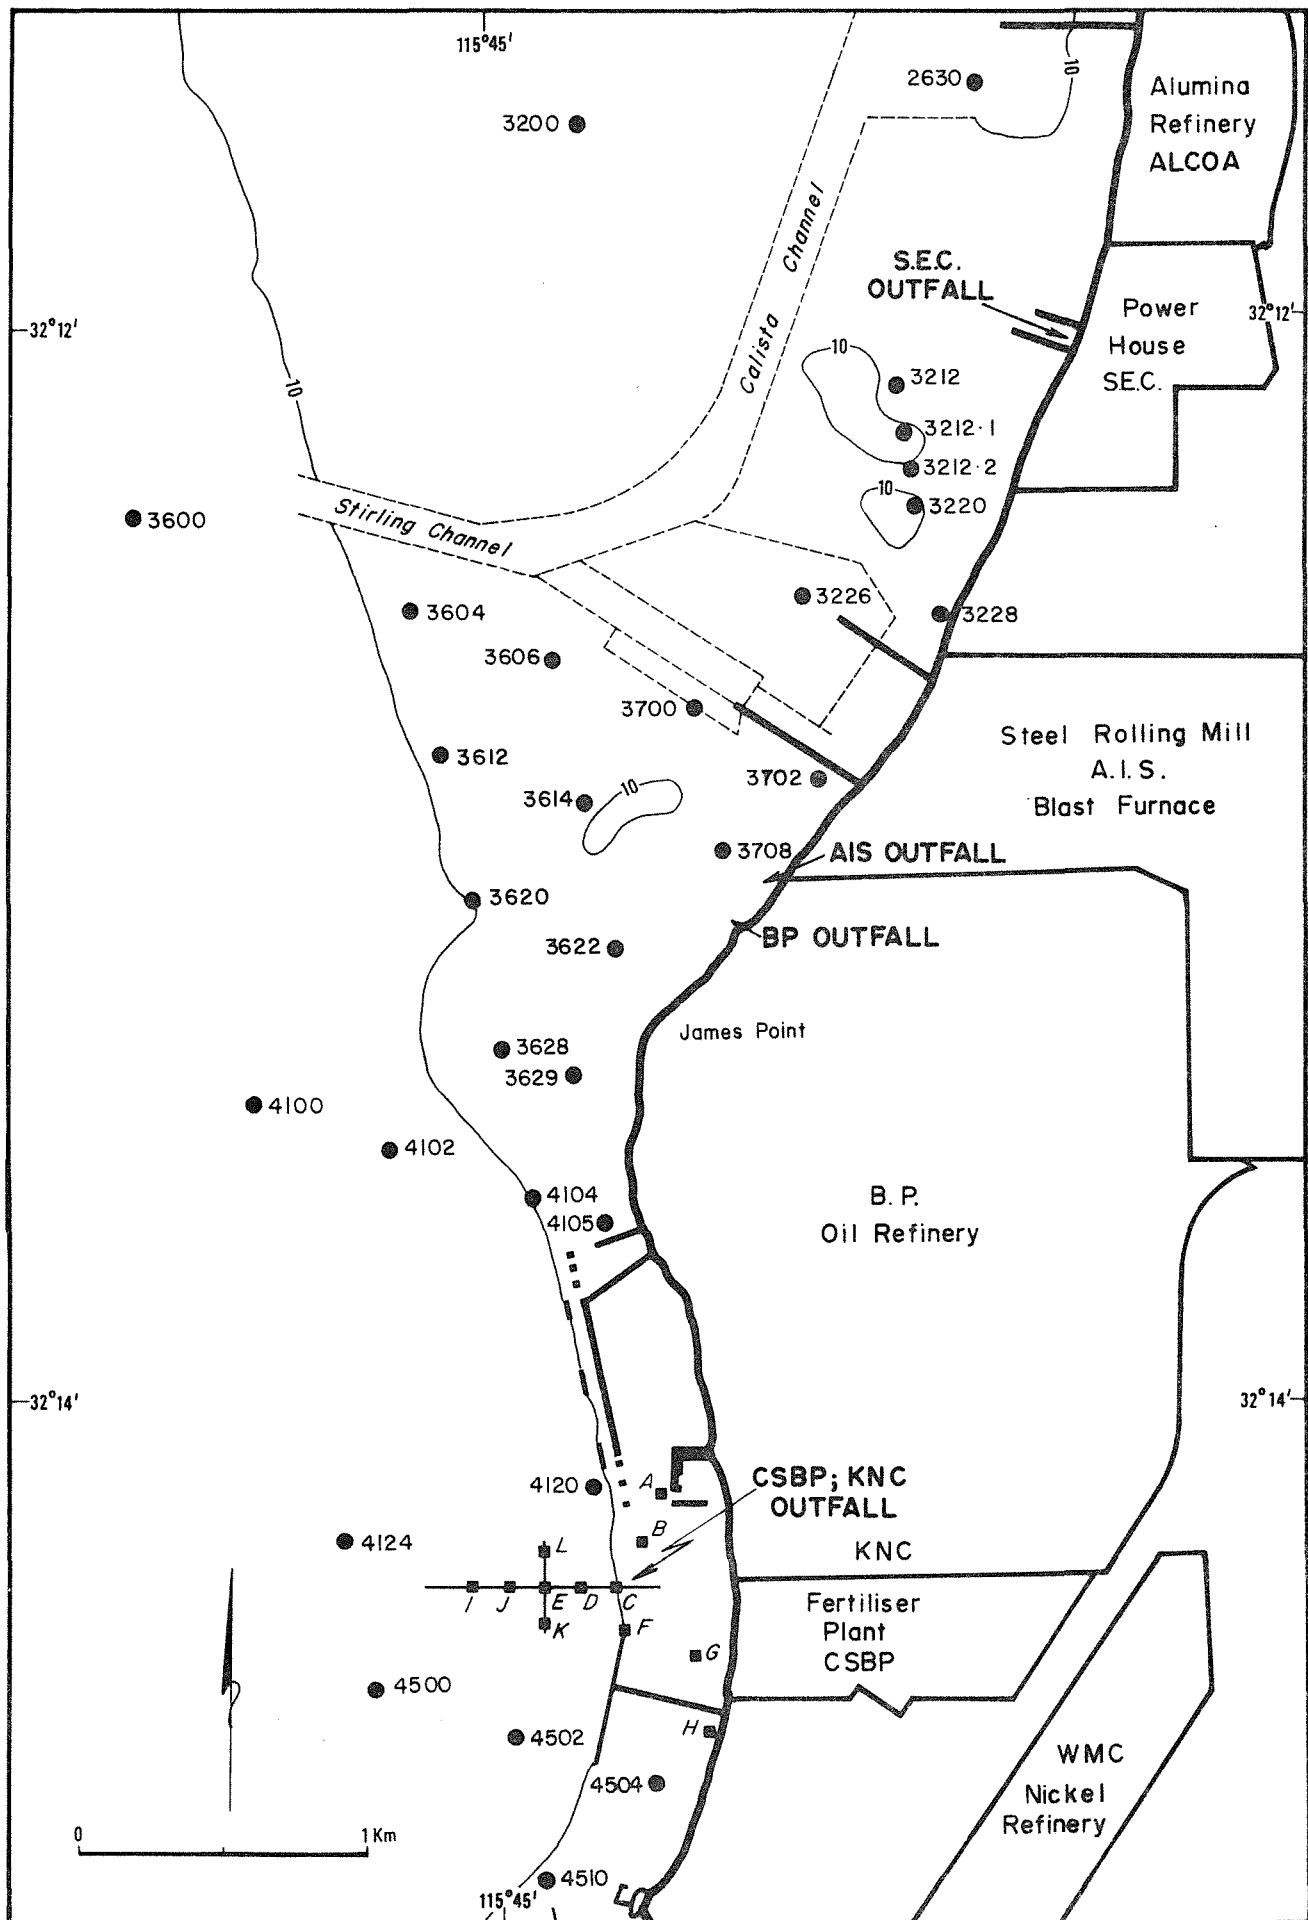 115°45'
10
2630
3200
Alumina
Refinery
ALCOA
Calista Channel
S.E.C.
OUTFALL
32°12'
32°12'
Power
House
S.E.C.
10
10
3212
3212·1
3212·2
10
3220
3600
Stirling Channel
3604
3226
3228
3606
3700
Steel Rolling Mill
A.I.S.
Blast Furnace
3612
3702
3614
10
3708
AIS OUTFALL
3620
3622
BP OUTFALL
James Point
3628
3629
4100
4102
4104
4105
B.P.
Oil Refinery
32°14'
32°14'
4120
A
CSBP; KNC
OUTFALL
B
4124
L
KNC
I
J
E
D
C
K
F
G
Fertiliser
Plant
CSBP
4500
4502
H
4504
WMC
Nickel
Refinery
0
1 Km
4510
115°45'